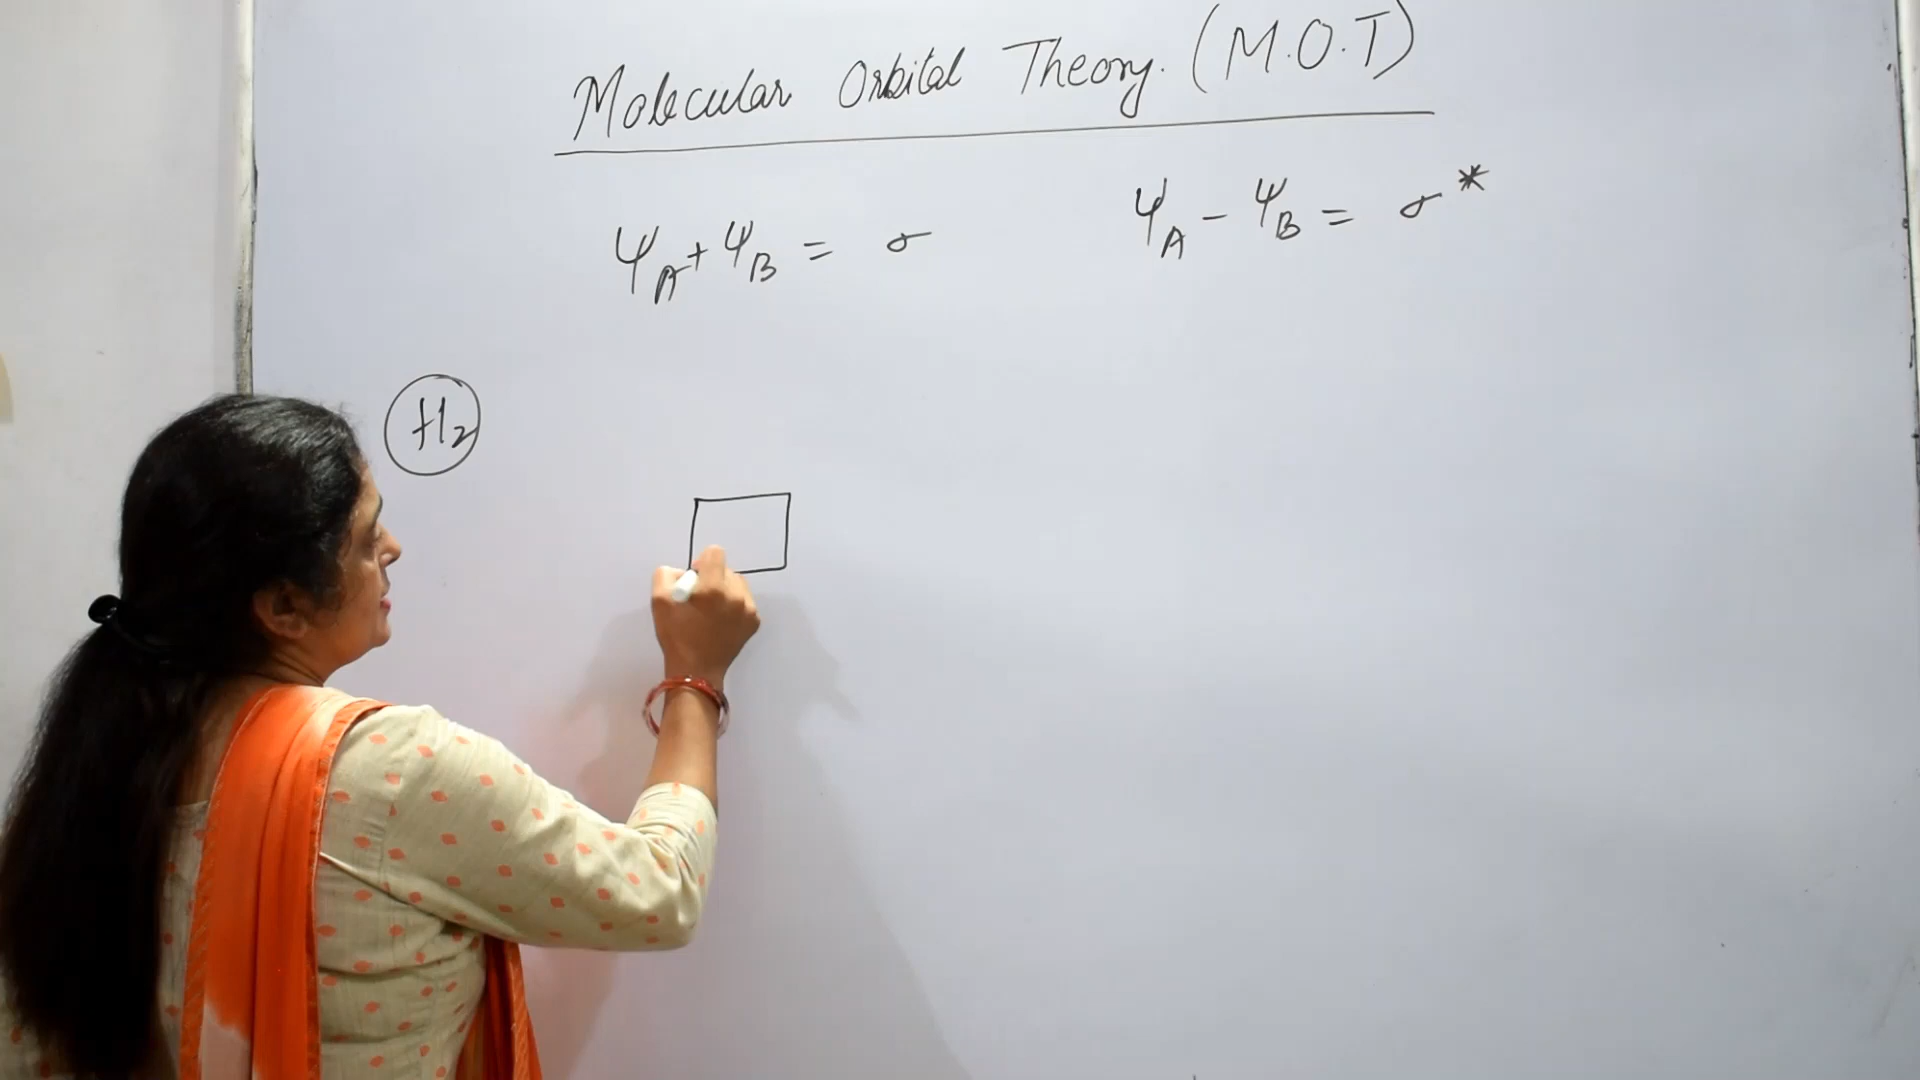 Molecular Orbital Theory. (M.O.T)
ψA + ψB = σ
ψA - ψB = σ*
H2